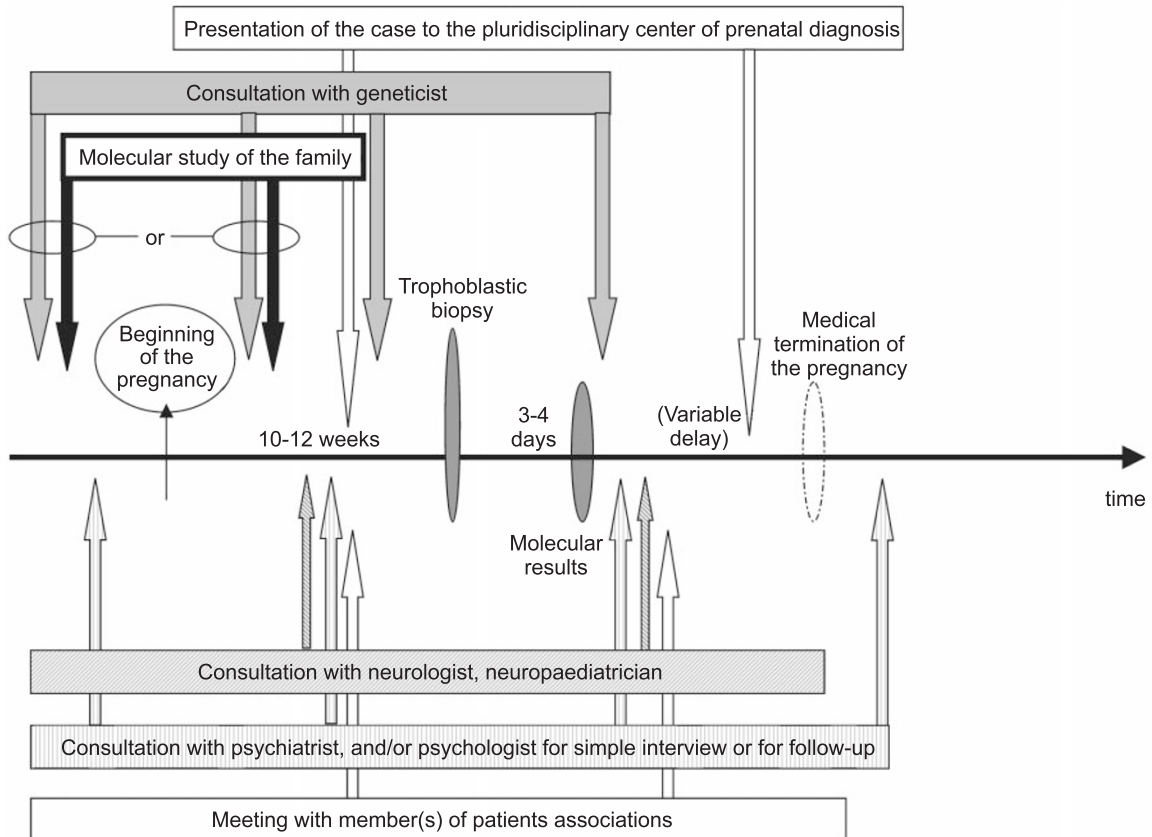 Presentation of the case to the pluridisciplinary center of prenatal diagnosis
Consultation with geneticist
Molecular study of the family
or
Trophoblastic
biopsy
Beginning
of the
pregnancy
Medical
termination of
the pregnancy
10-12 weeks
3-4
days
(Variable
delay)
time
Molecular
results
Consultation with neurologist, neuropaediatrician
Consultation with psychiatrist, and/or psychologist for simple interview or for follow-up
Meeting with member(s) of patients associations